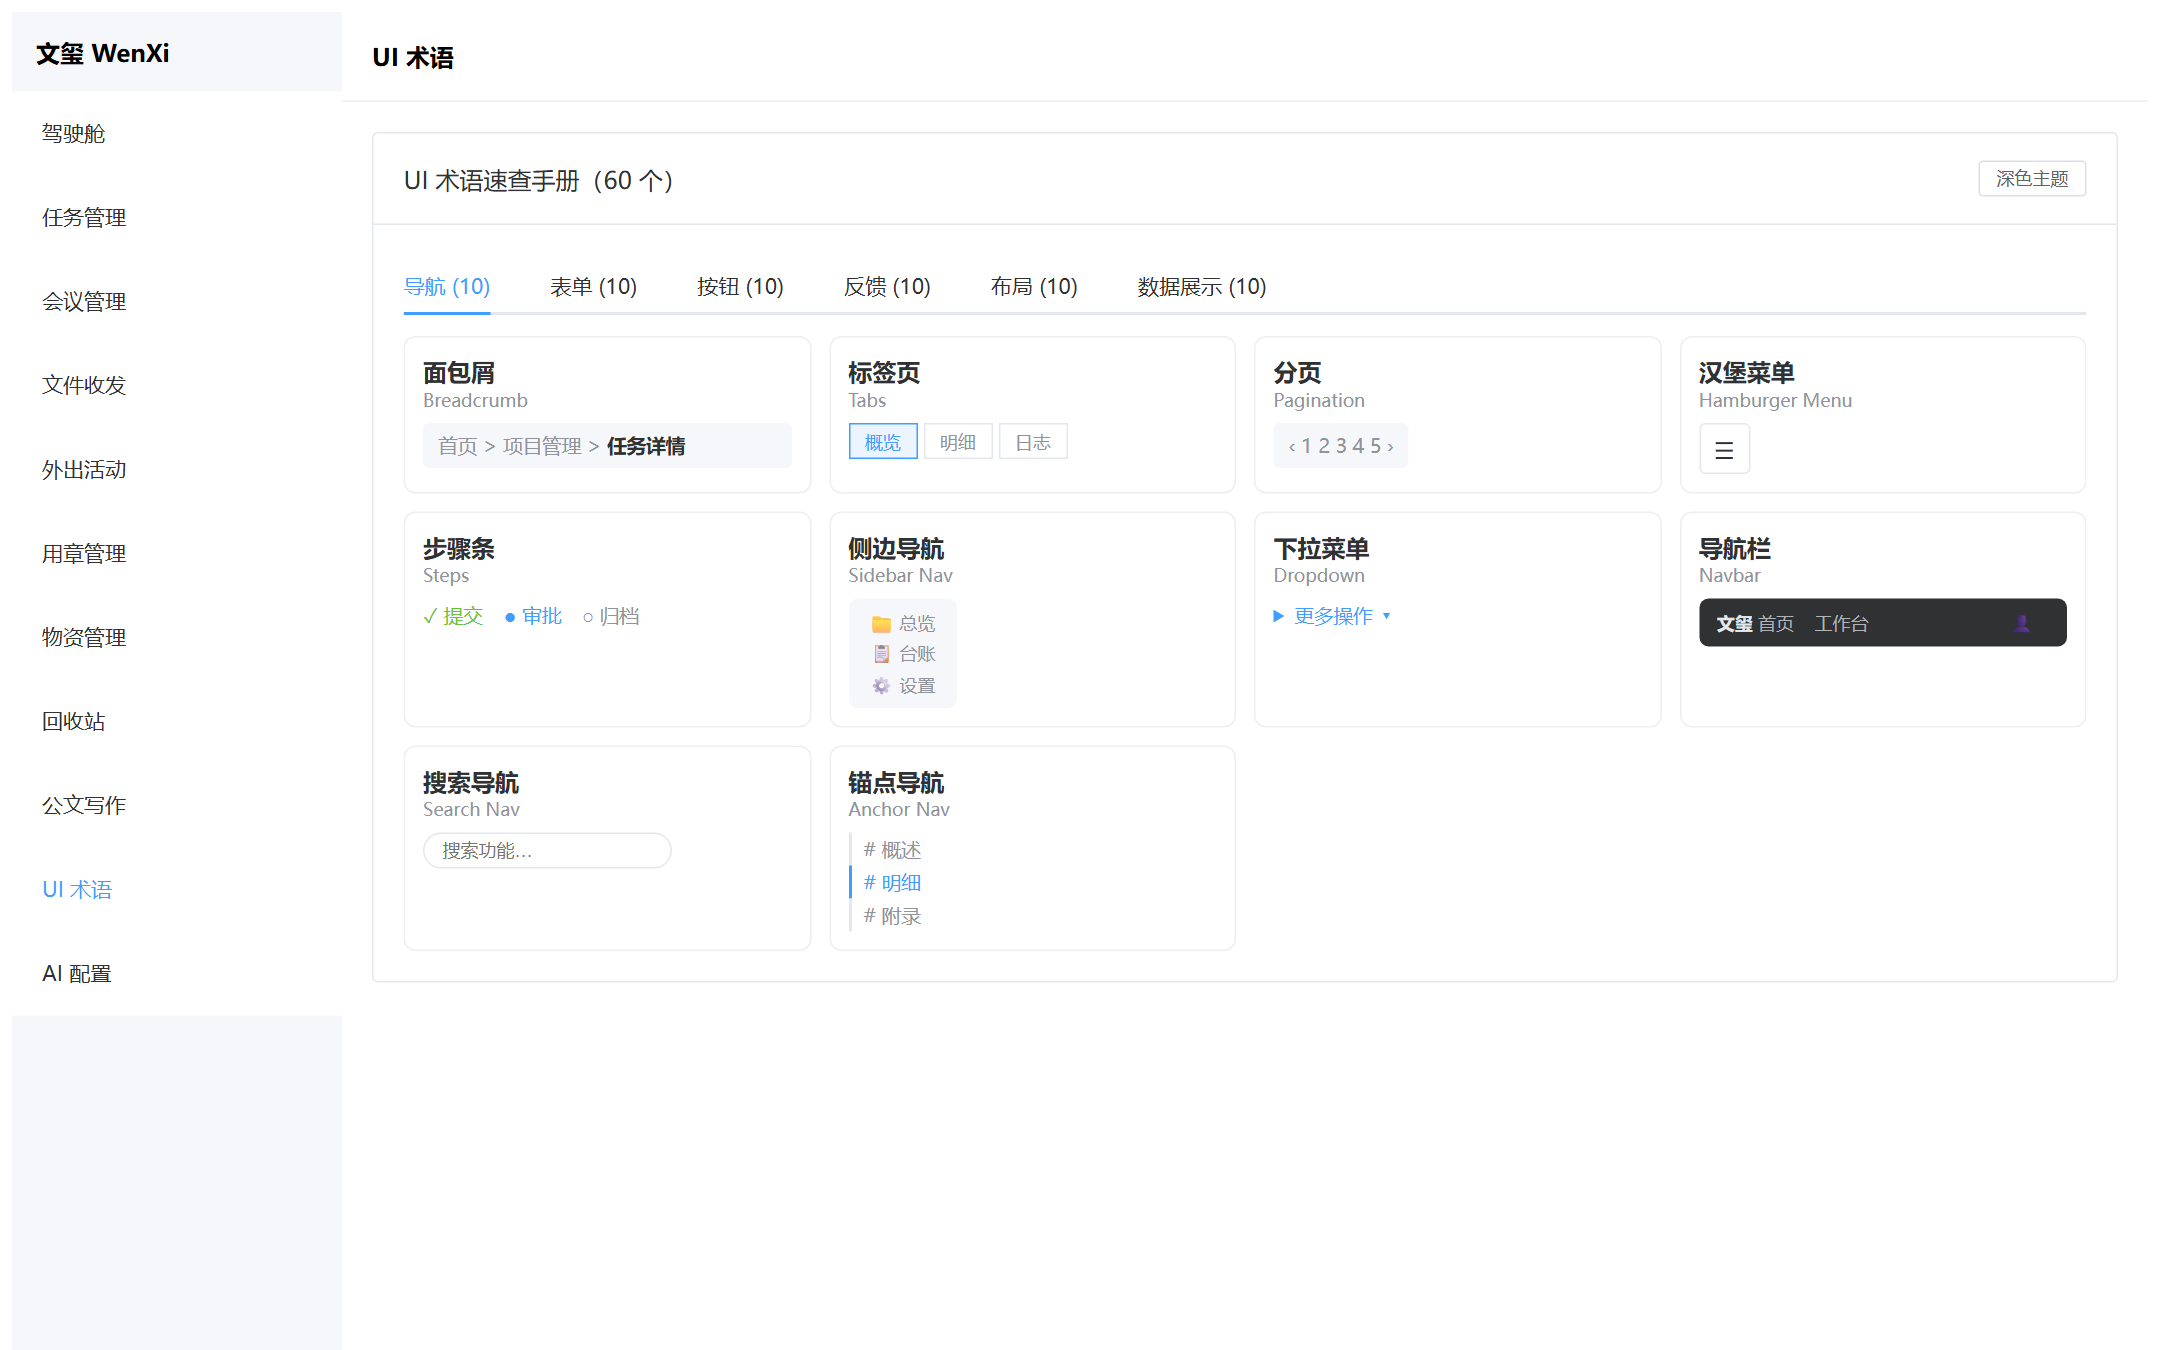 文玺 WenXi
驾驶舱
任务管理
会议管理
文件收发
外出活动
用章管理
物资管理
回收站
公文写作
UI 术语
AI 配置
UI 术语
UI 术语速查手册（60 个）
深色主题
导航 (10)
表单 (10)
按钮 (10)
反馈 (10)
布局 (10)
数据展示 (10)
面包屑
Breadcrumb
首页 > 项目管理 > 任务详情
标签页
Tabs
概览
明细
日志
分页
Pagination
‹ 1 2 3 4 5 ›
汉堡菜单
Hamburger Menu
☰
步骤条
Steps
✓ 提交 ● 审批 ○ 归档
侧边导航
Sidebar Nav
📁 总览
📋 台账
⚙️ 设置
下拉菜单
Dropdown
▶ 更多操作 ▾
导航栏
Navbar
文玺 首页 工作台 👤
搜索导航
Search Nav
搜索功能…
锚点导航
Anchor Nav
# 概述
# 明细
# 附录